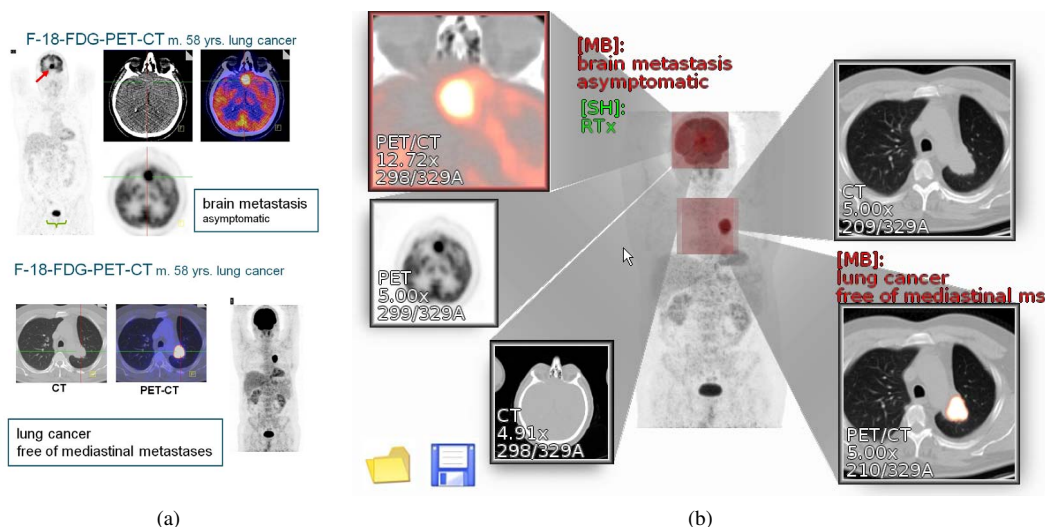 F-18-FDG-PET-CT m. 58 yrs. lung cancer
brain metastasis
asymptomatic
F-18-FDG-PET-CT m. 58 yrs. lung cancer
CT
PET-CT
lung cancer
free of mediastinal metastases
(a)
PET/CT
12.72x
298/329A
[MB]:
brain metastasis
asymptomatic
[SH]:
RTx
PET
5.00x
299/329A
CT
4.91x
298/329A
CT
5.00x
209/329A
[MB]:
lung cancer
free of mediastinal ms
PET/CT
5.00x
210/329A
(b)